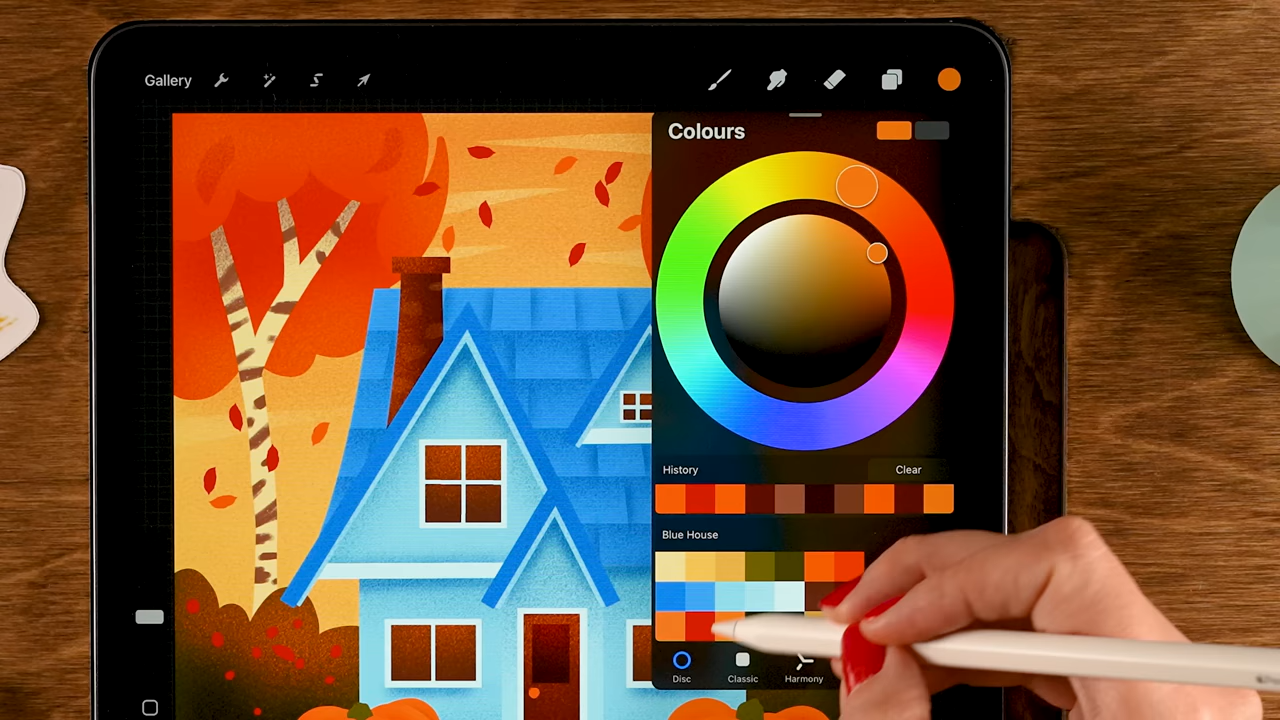 Gallery
Colours
History
Clear
Blue House
Disc
Classic
Harmony